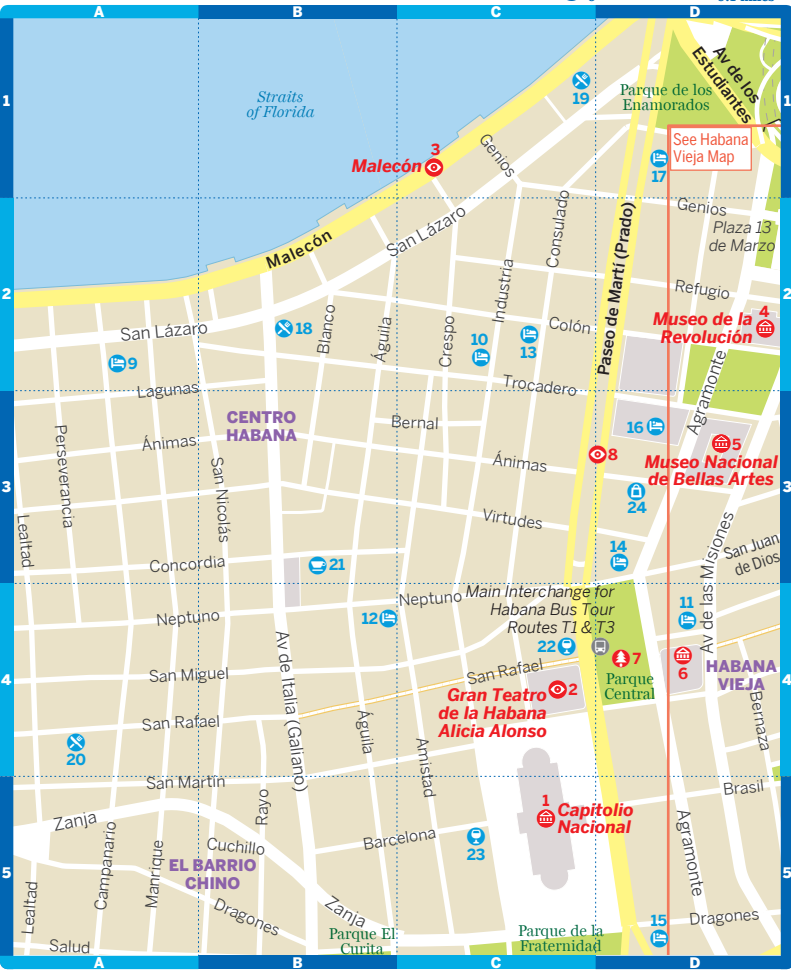 A
B
C
D
1
1
2
2
3
3
4
4
5
5
Straits
of Florida
19
Parque de los
Enamorados
Av de los
Estudiantes
See Habana
Vieja Map
17
3
Malecón
Genios
Genios
Plaza 13
de Marzo
Consulado
Paseo de Martí (Prado)
San Lázaro
Malecón
Refugio
Industria
Colón
4
Museo de la
Revolución
San Lázaro
18
Blanco
Águila
Crespo
10
13
9
Lagunas
Trocadero
Agramonte
CENTRO
HABANA
Bernal
16
5
Museo Nacional
de Bellas Artes
Perseverancia
Ánimas
San Nicolás
Ánimas
8
24
Lealtad
Virtudes
14
Av de las Misiones
San Juan
de Dios
Concordia
21
Neptuno
12
Neptuno
Main Interchange for
Habana Bus Tour
Routes T1 & T3
11
22
7
6
Parque
Central
HABANA
VIEJA
San Miguel
Av de Italia (Galiano)
San Rafael
Gran Teatro
de la Habana
Alicia Alonso
2
Bernaza
San Rafael
20
Águila
Amistad
San Martín
Brasil
Zanja
Rayo
1
Capitolio
Nacional
Agramonte
Campanario
Manrique
Cuchillo
Barcelona
23
EL BARRIO
CHINO
Lealtad
Dragones
Zanja
15
Dragones
Salud
Parque El
Curita
Parque de la
Fraternidad
A
B
C
D